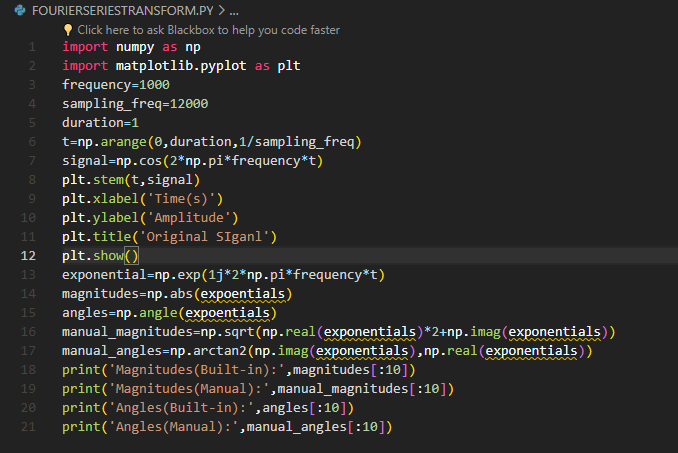 FOURIERSERIESTRANSFORM.PY > ...
Click here to ask Blackbox to help you code faster
1 import numpy as np
2 import matplotlib.pyplot as plt
3 frequency=1000
4 sampling_freq=12000
5 duration=1
6 t=np.arange(0,duration,1/sampling_freq)
7 signal=np.cos(2*np.pi*frequency*t)
8 plt.stem(t,signal)
9 plt.xlabel('Time(s)')
10 plt.ylabel('Amplitude')
11 plt.title('Original SIganl')
12 plt.show()
13 exponential=np.exp(1j*2*np.pi*frequency*t)
14 magnitudes=np.abs(expoentials)
15 angles=np.angle(expoentials)
16 manual_magnitudes=np.sqrt(np.real(exponentials)*2+np.imag(exponentials))
17 manual_angles=np.arctan2(np.imag(exponentials),np.real(exponentials))
18 print('Magnitudes(Built-in):',magnitudes[:10])
19 print('Magnitudes(Manual):',manual_magnitudes[:10])
20 print('Angles(Built-in):',angles[:10])
21 print('Angles(Manual):',manual_angles[:10])